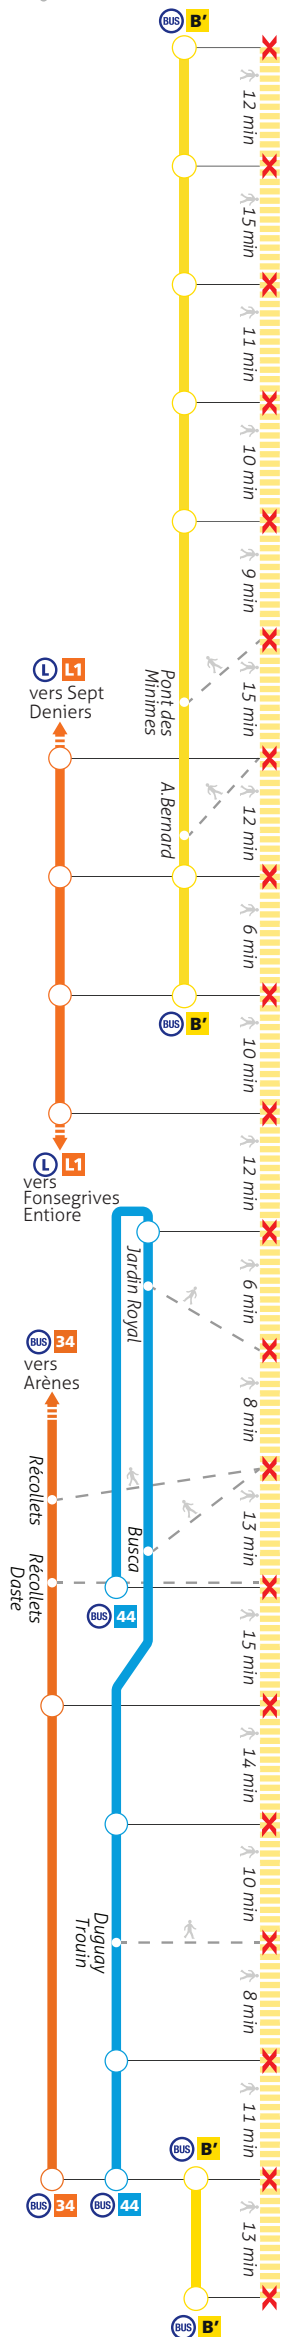 BUS B’
12 min
15 min
11 min
10 min
9 min
15 min
Pont des
Minimes
L L1
vers Sept
Deniers
12 min
A.Bernard
6 min
BUS B’
10 min
12 min
L L1
vers
Fonsegrives
Entiore
6 min
Jardin Royal
BUS 34
vers
Arènes
8 min
Récollets
13 min
Busca
Récollets
Daste
BUS 44
15 min
14 min
10 min
Duguay
Trouin
8 min
11 min
BUS B’
BUS 34
BUS 44
13 min
BUS B’